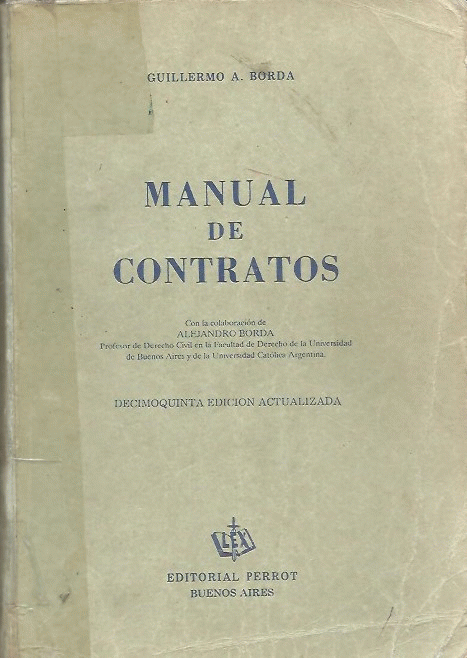 GUILLERMO A. BORDA
MANUAL
DE
CONTRATOS
Con la colaboración de
ALEJANDRO BORDA
Profesor de Derecho Civil en la Facultad de Derecho de la Universidad
de Buenos Aires y de la Universidad Católica Argentina.
DECIMOQUINTA EDICION ACTUALIZADA
LEX
EDITORIAL PERROT
BUENOS AIRES